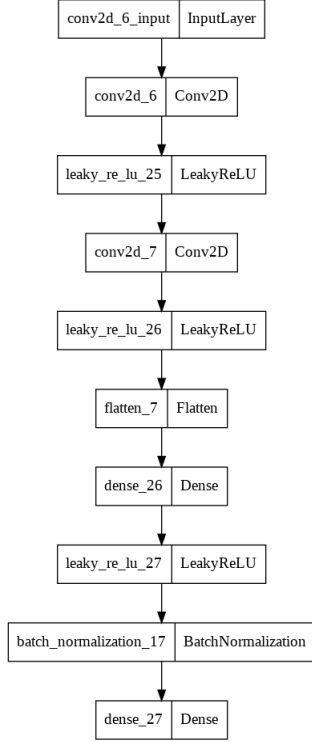 conv2d_6_input InputLayer
conv2d_6 Conv2D
leaky_re_lu_25 LeakyReLU
conv2d_7 Conv2D
leaky_re_lu_26 LeakyReLU
flatten_7 Flatten
dense_26 Dense
leaky_re_lu_27 LeakyReLU
batch_normalization_17 BatchNormalization
dense_27 Dense